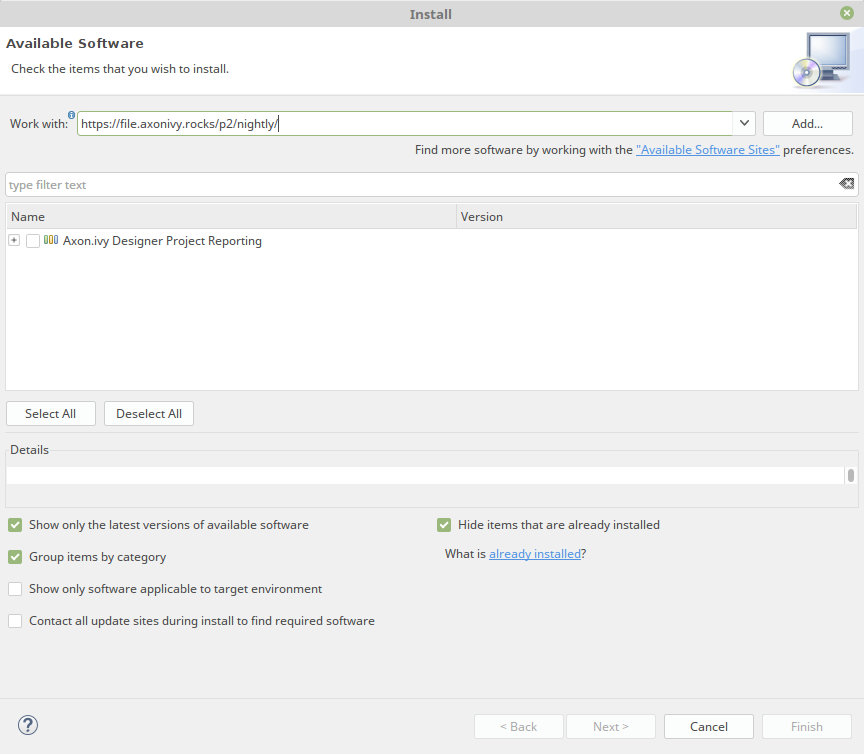 Install
Available Software
Check the items that you wish to install.
Work with: https://file.axonivy.rocks/p2/nightly/ Add...
Find more software by working with the "Available Software Sites" preferences.
type filter text
Name Version
Axon.ivy Designer Project Reporting
Select All Deselect All
Details
Show only the latest versions of available software Hide items that are already installed
Group items by category What is already installed?
Show only software applicable to target environment
Contact all update sites during install to find required software
? < Back Next > Cancel Finish